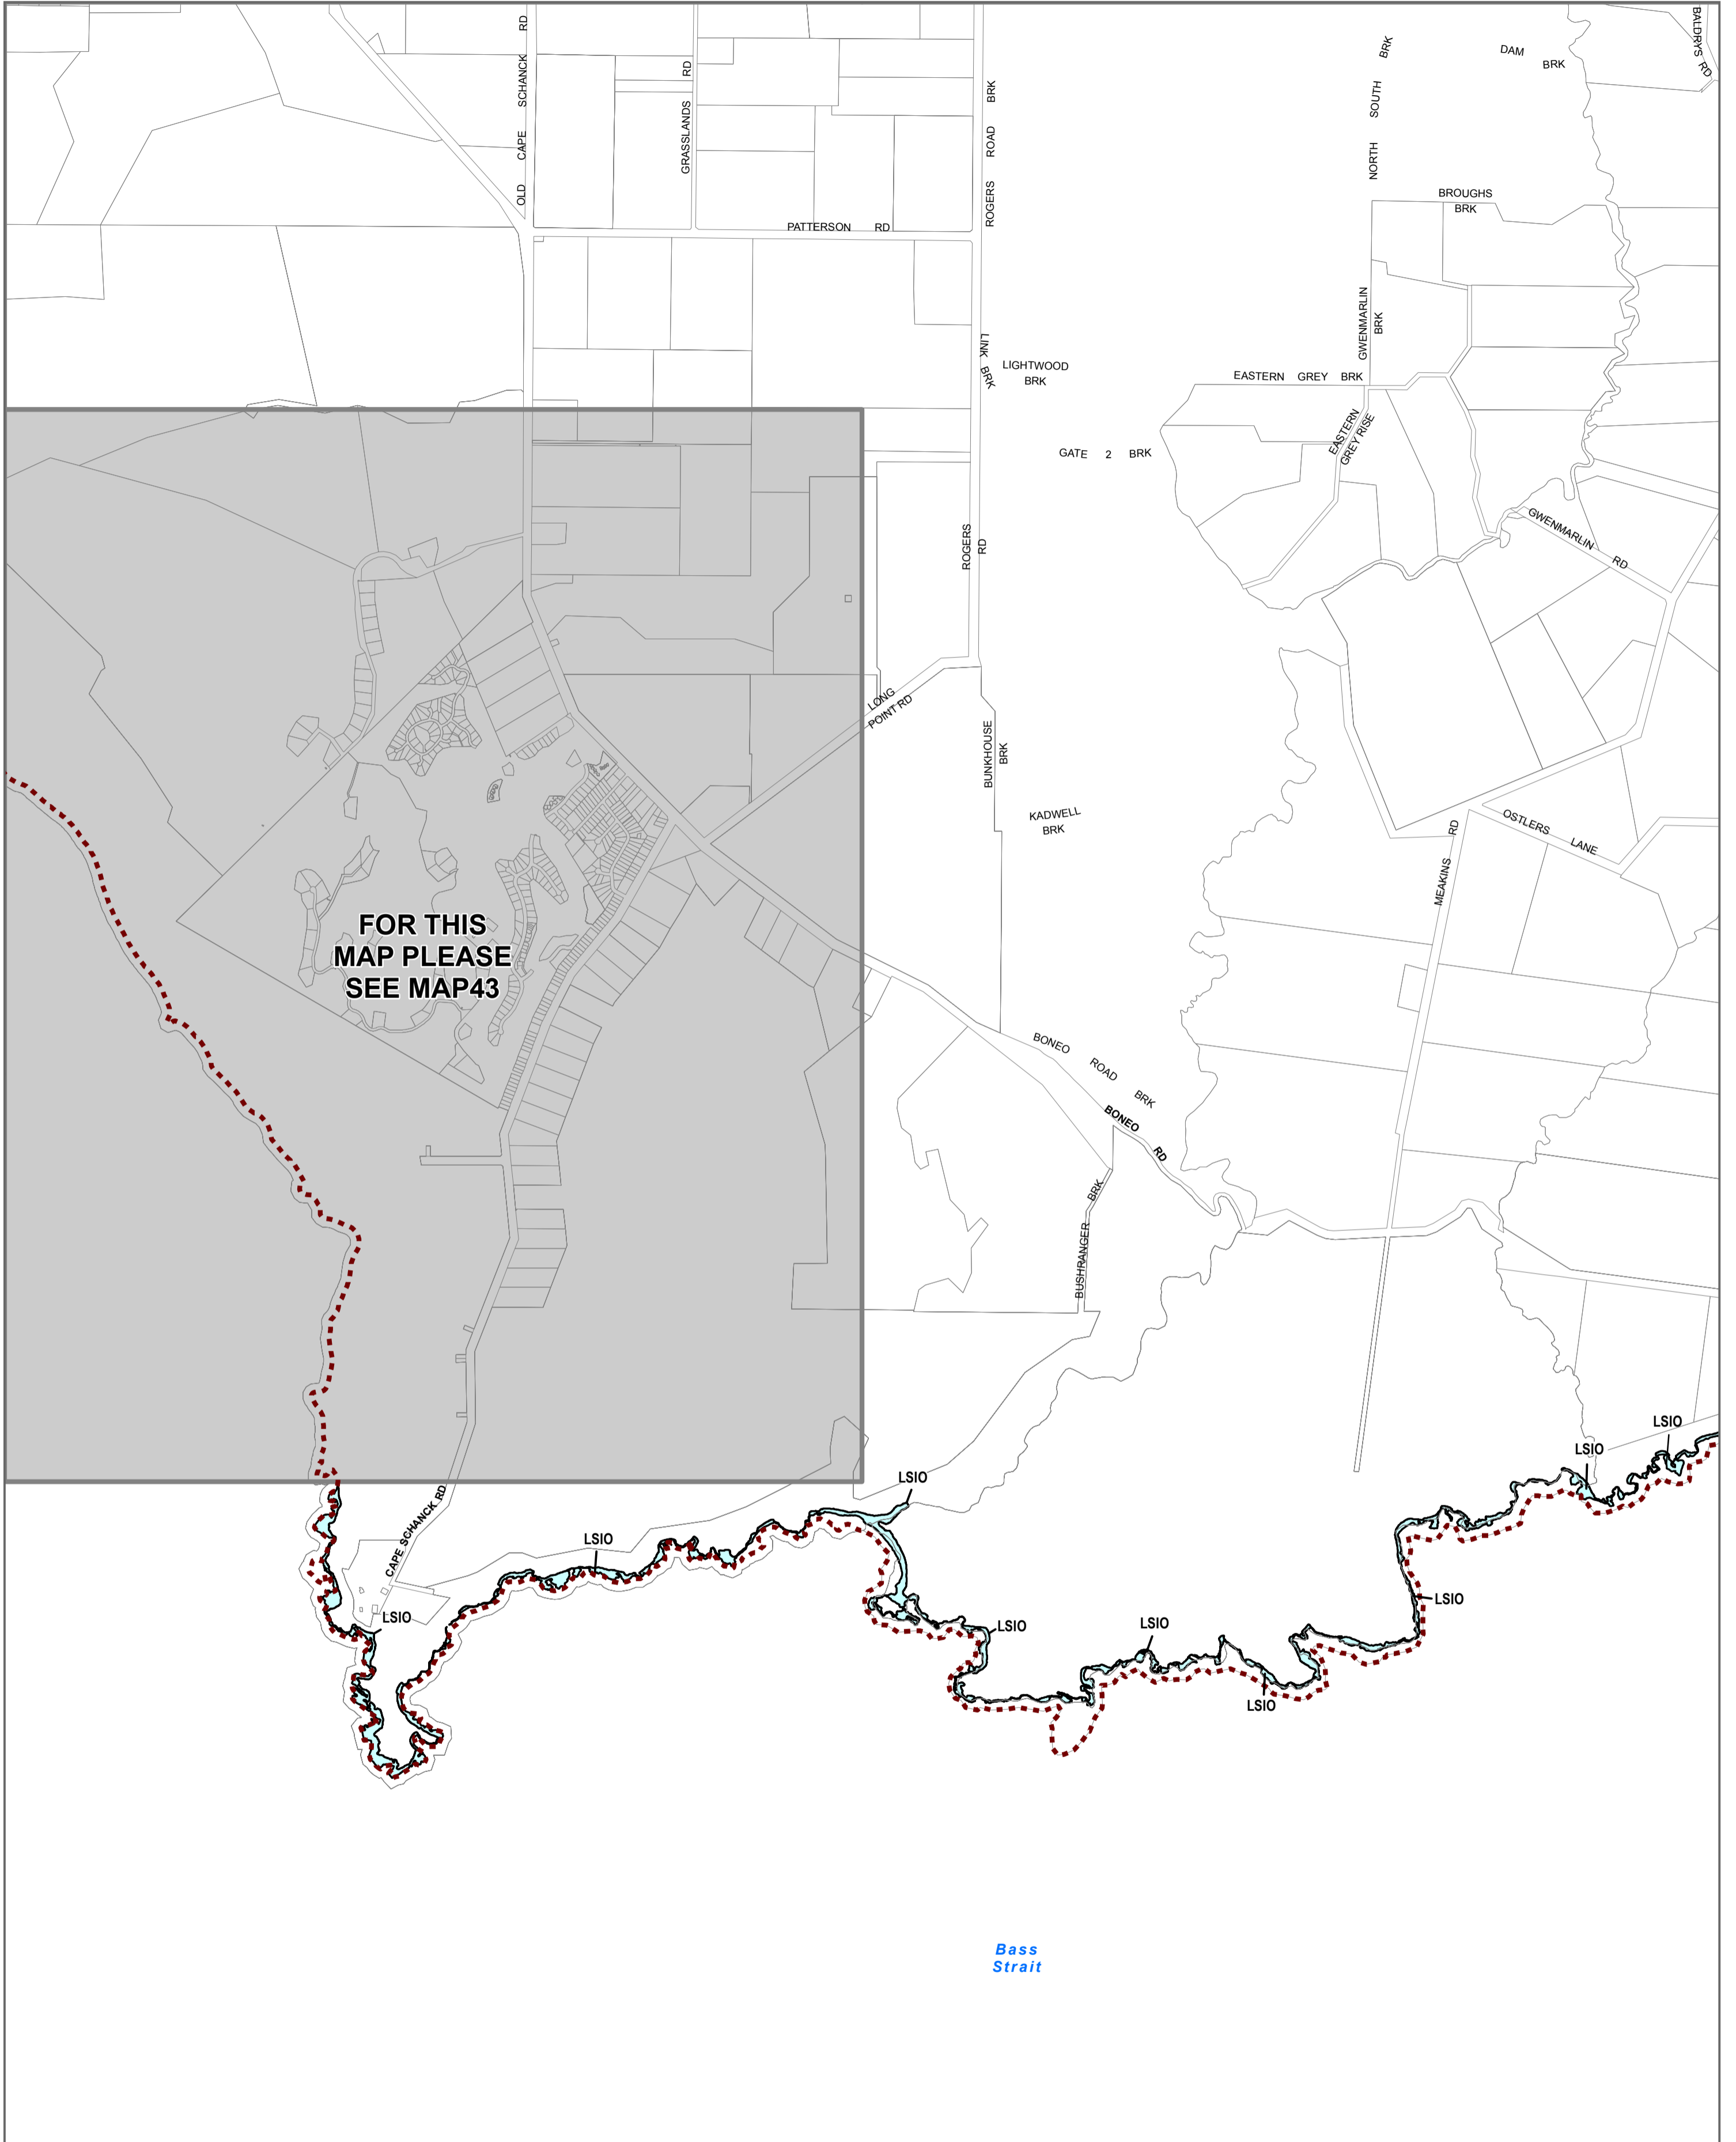 OLD CAPE SCHANCK RD
GRASSLANDS RD
ROGERS ROAD BRK
NORTH SOUTH BRK
DAM
BRK
BALDRYS RD
BROUGHS
BRK
PATTERSON RD
GWENMARLIN
BRK
LINK BRK
LIGHTWOOD
BRK
EASTERN GREY BRK
EASTERN
GREY RISE
GATE 2 BRK
ROGERS
RD
GWENMARLIN RD
LONG
POINT RD
BUNKHOUSE
BRK
KADWELL
BRK
OSTLERS LANE
MEAKINS RD
FOR THIS
MAP PLEASE
SEE MAP43
BONEO ROAD BRK
BONEO RD
BUSHRANGER BRK
LSIO
LSIO
LSIO
CAPE SCHANCK RD
LSIO
LSIO
LSIO
LSIO
LSIO
LSIO
Bass
Strait